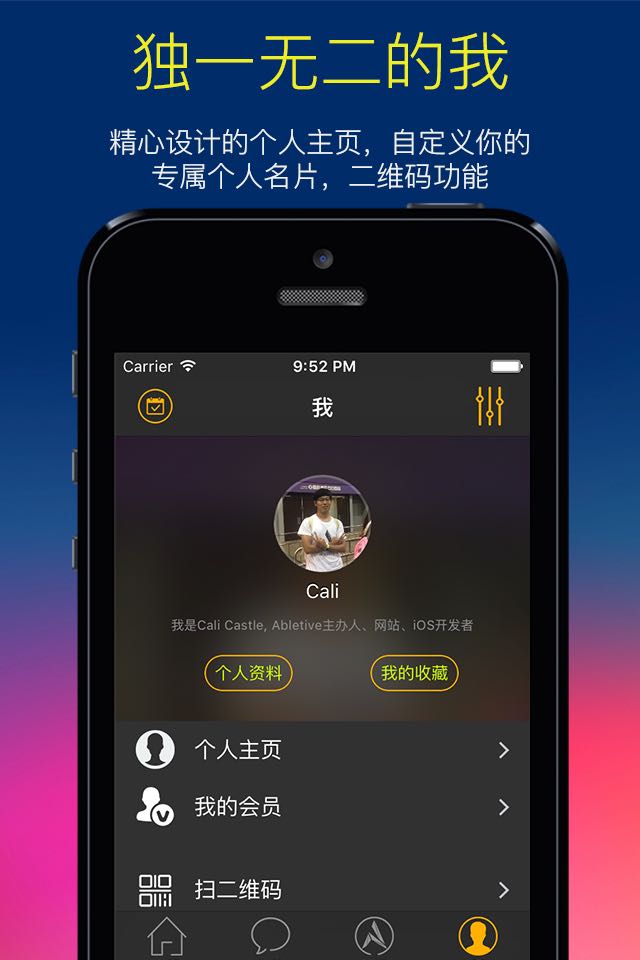 独一无二的我
精心设计的个人主页，自定义你的
专属个人名片，二维码功能
Carrier 9:52 PM
我
Cali
我是Cali Castle, Abletive主办人、网站、iOS开发者
个人资料 我的收藏
个人主页
我的会员
扫二维码